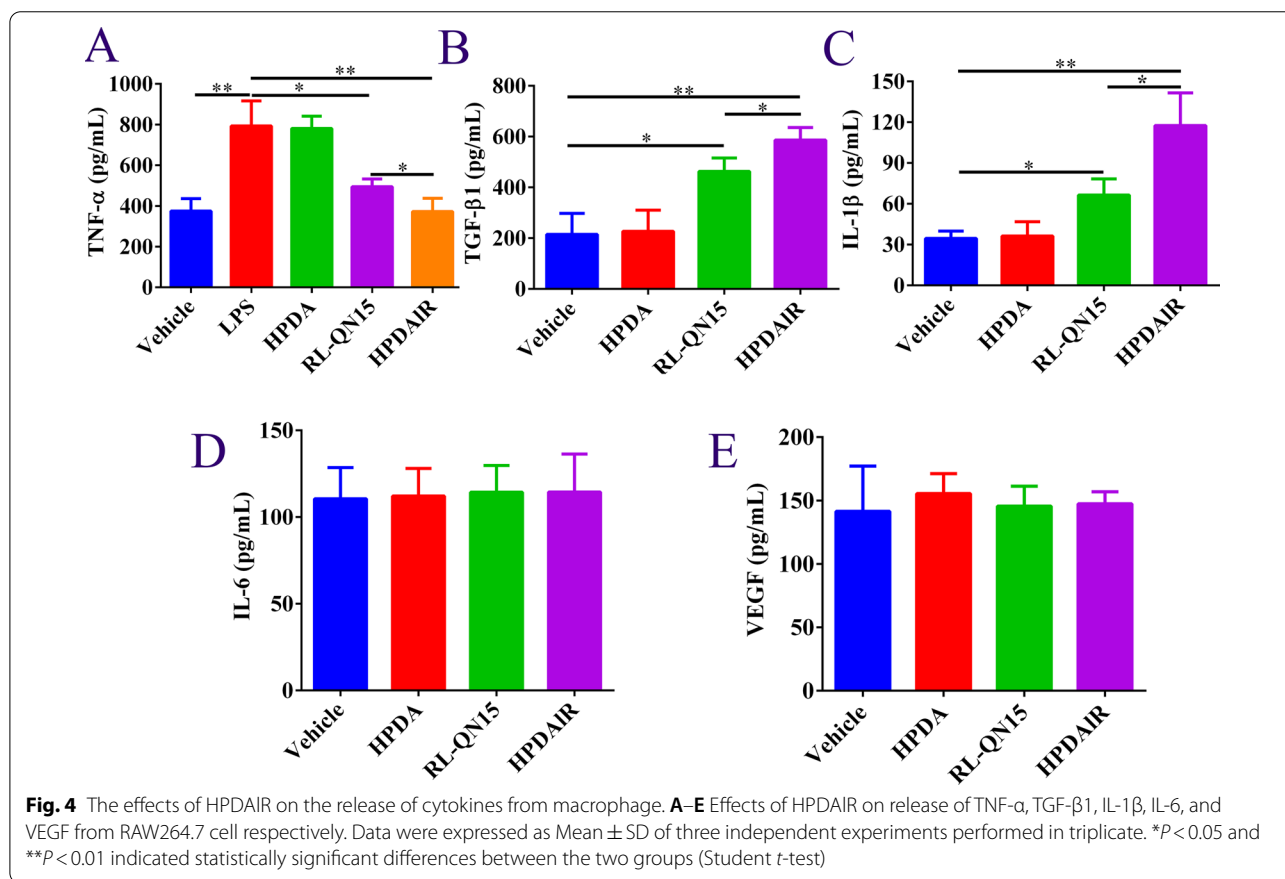 A
B
C
**
**
*
*
TNF-α (pg/mL)
1000
800
600
400
200
0
Vehicle
LPS
HPDA
RL-QN15
HPDAIR
**
*
*
TGF-β1 (pg/mL)
800
600
400
200
0
Vehicle
HPDA
RL-QN15
HPDAIR
**
*
*
IL-1β (pg/mL)
150
120
90
60
30
0
Vehicle
HPDA
RL-QN15
HPDAIR
D
IL-6 (pg/mL)
150
100
50
0
Vehicle
HPDA
RL-QN15
HPDAIR
E
VEGF (pg/mL)
200
150
100
50
0
Vehicle
HPDA
RL-QN15
HPDAIR
Fig. 4 The effects of HPDAlR on the release of cytokines from macrophage. A–E Effects of HPDAlR on release of TNF-α, TGF-β1, IL-1β, IL-6, and
VEGF from RAW264.7 cell respectively. Data were expressed as Mean ± SD of three independent experiments performed in triplicate. *P < 0.05 and
**P < 0.01 indicated statistically significant differences between the two groups (Student t-test)